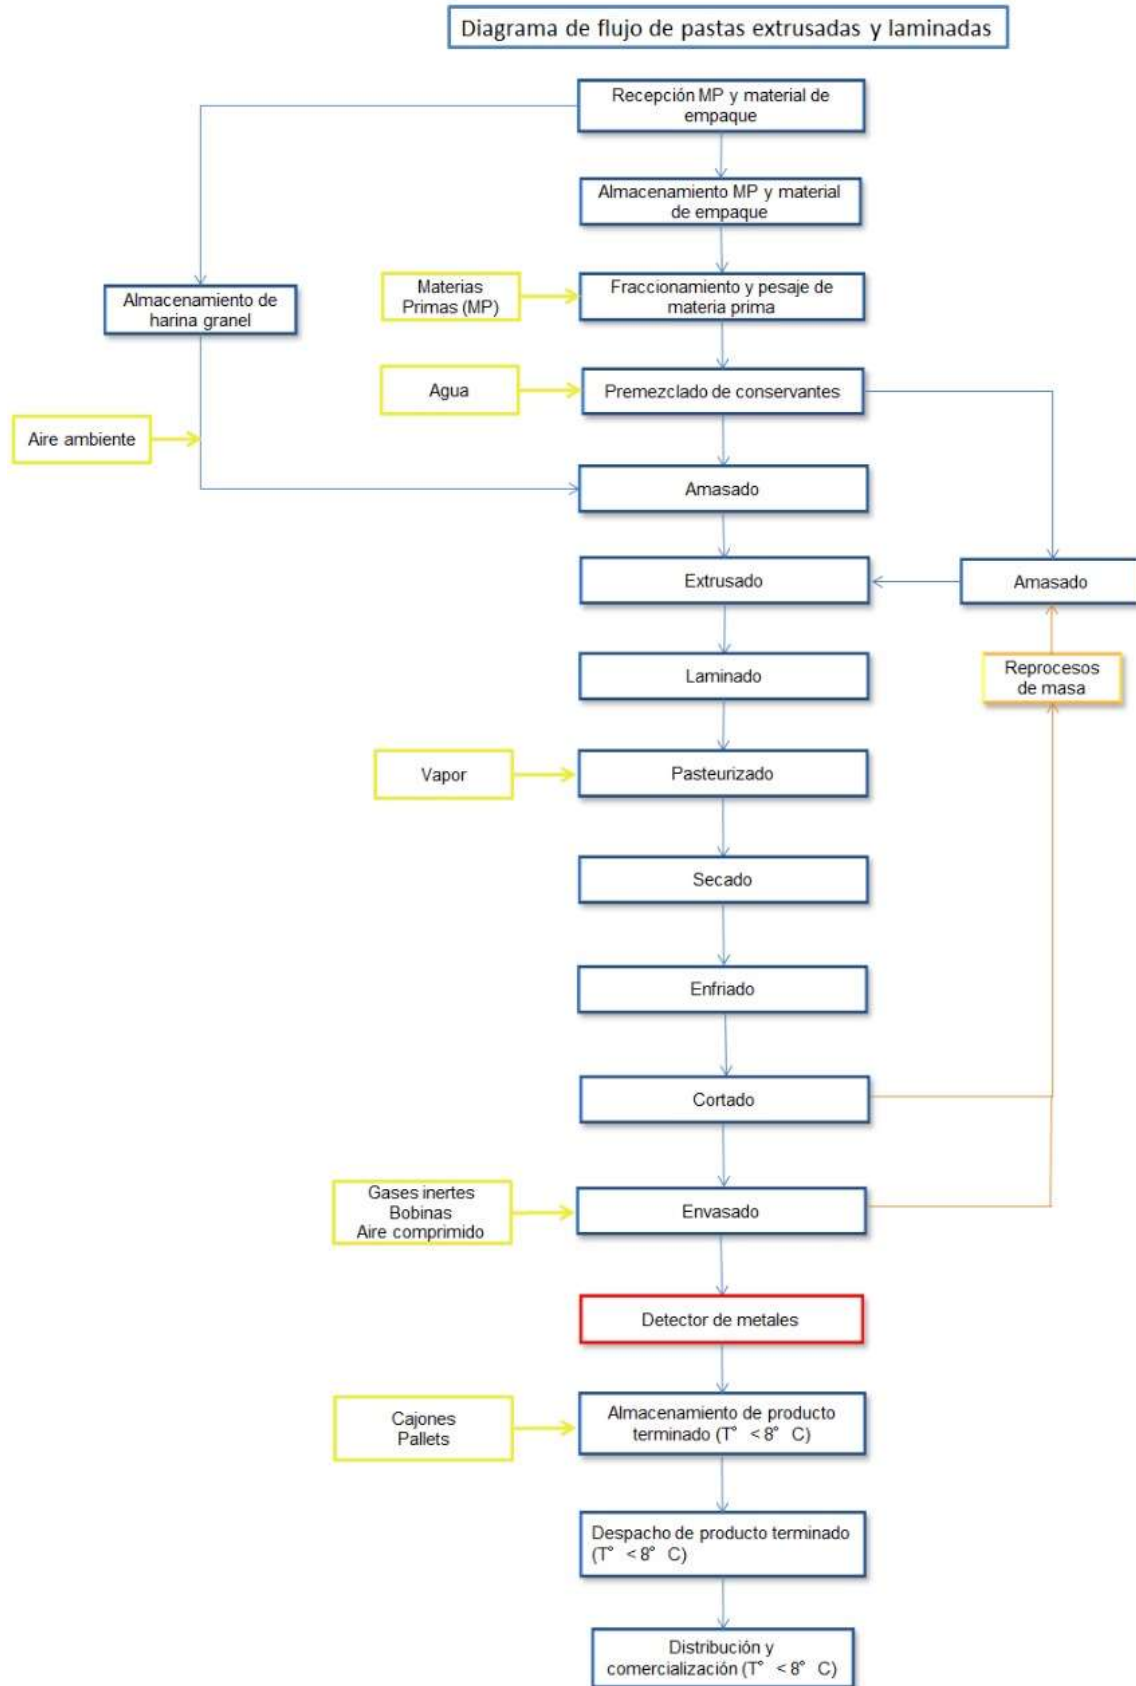 Diagrama de flujo de pastas extrusadas y laminadas
Recepción MP y material de
empaque
Almacenamiento MP y material
de empaque
Almacenamiento de
harina granel
Materias
Primas (MP)
Fraccionamiento y pesaje de
materia prima
Agua
Premezclado de conservantes
Aire ambiente
Amasado
Extrusado
Amasado
Laminado
Reprocesos
de masa
Vapor
Pasteurizado
Secado
Enfriado
Cortado
Gases inertes
Bobinas
Aire comprimido
Envasado
Detector de metales
Cajones
Pallets
Almacenamiento de producto
terminado (T° < 8° C)
Despacho de producto terminado
(T° < 8° C)
Distribución y
comercialización (T° < 8° C)